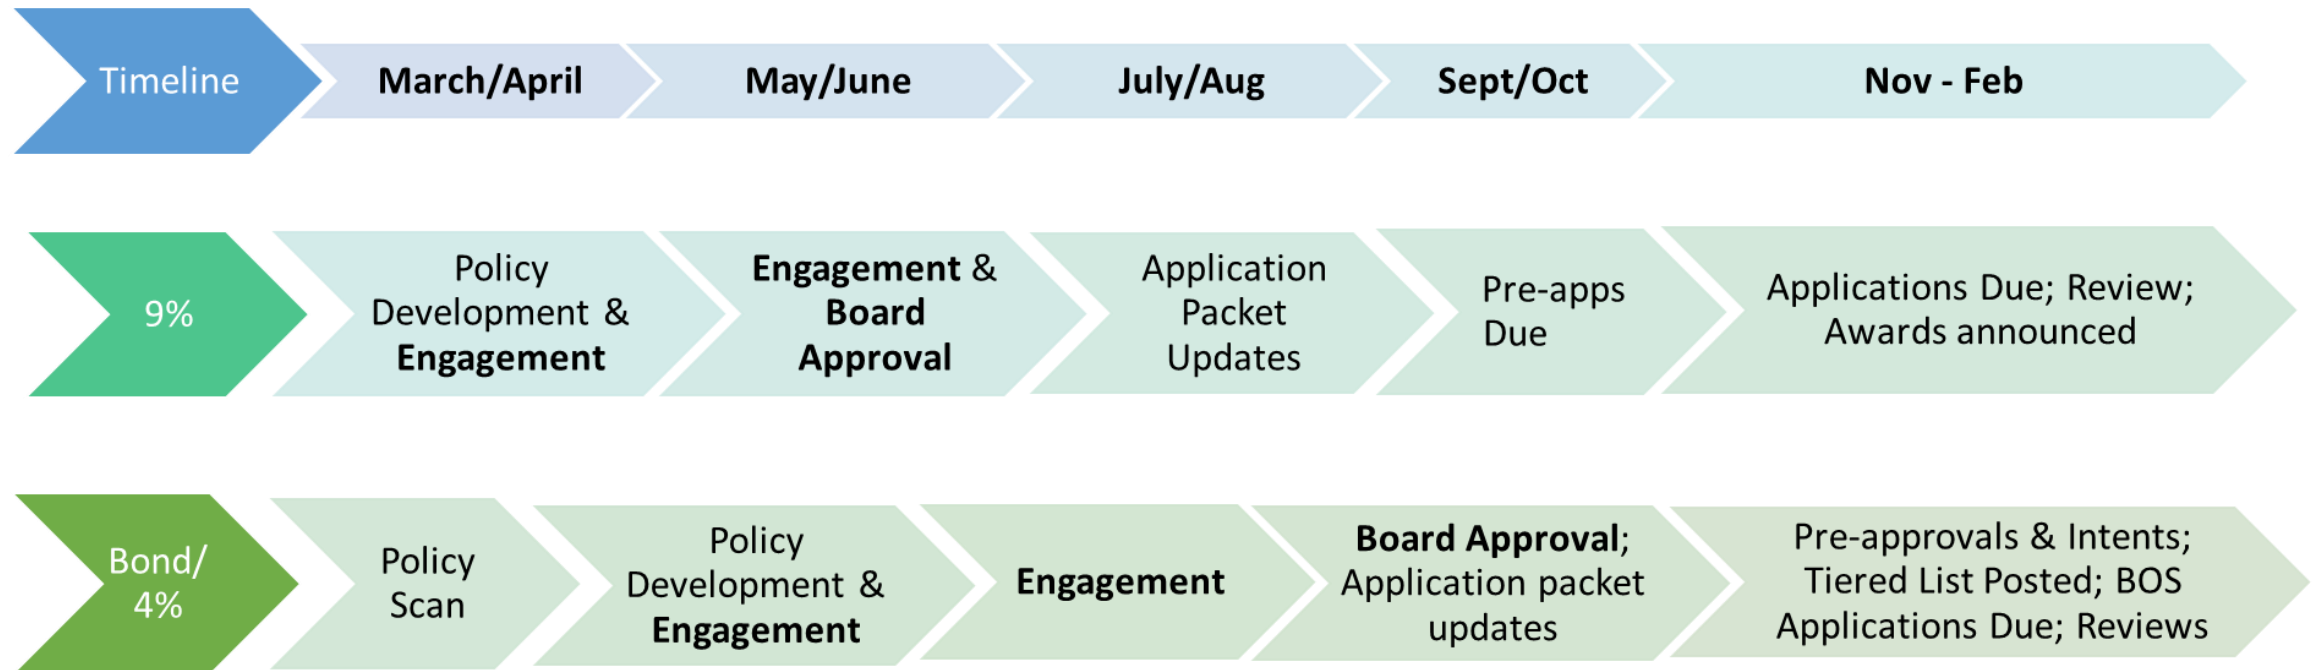 Timeline
March/April
May/June
July/Aug
Sept/Oct
Nov - Feb
9%
Policy
Development &
Engagement
Engagement &
Board
Approval
Application
Packet
Updates
Pre-apps
Due
Applications Due; Review;
Awards announced
Bond/
4%
Policy
Scan
Policy
Development &
Engagement
Engagement
Board Approval;
Application packet
updates
Pre-approvals & Intents;
Tiered List Posted; BOS
Applications Due; Reviews